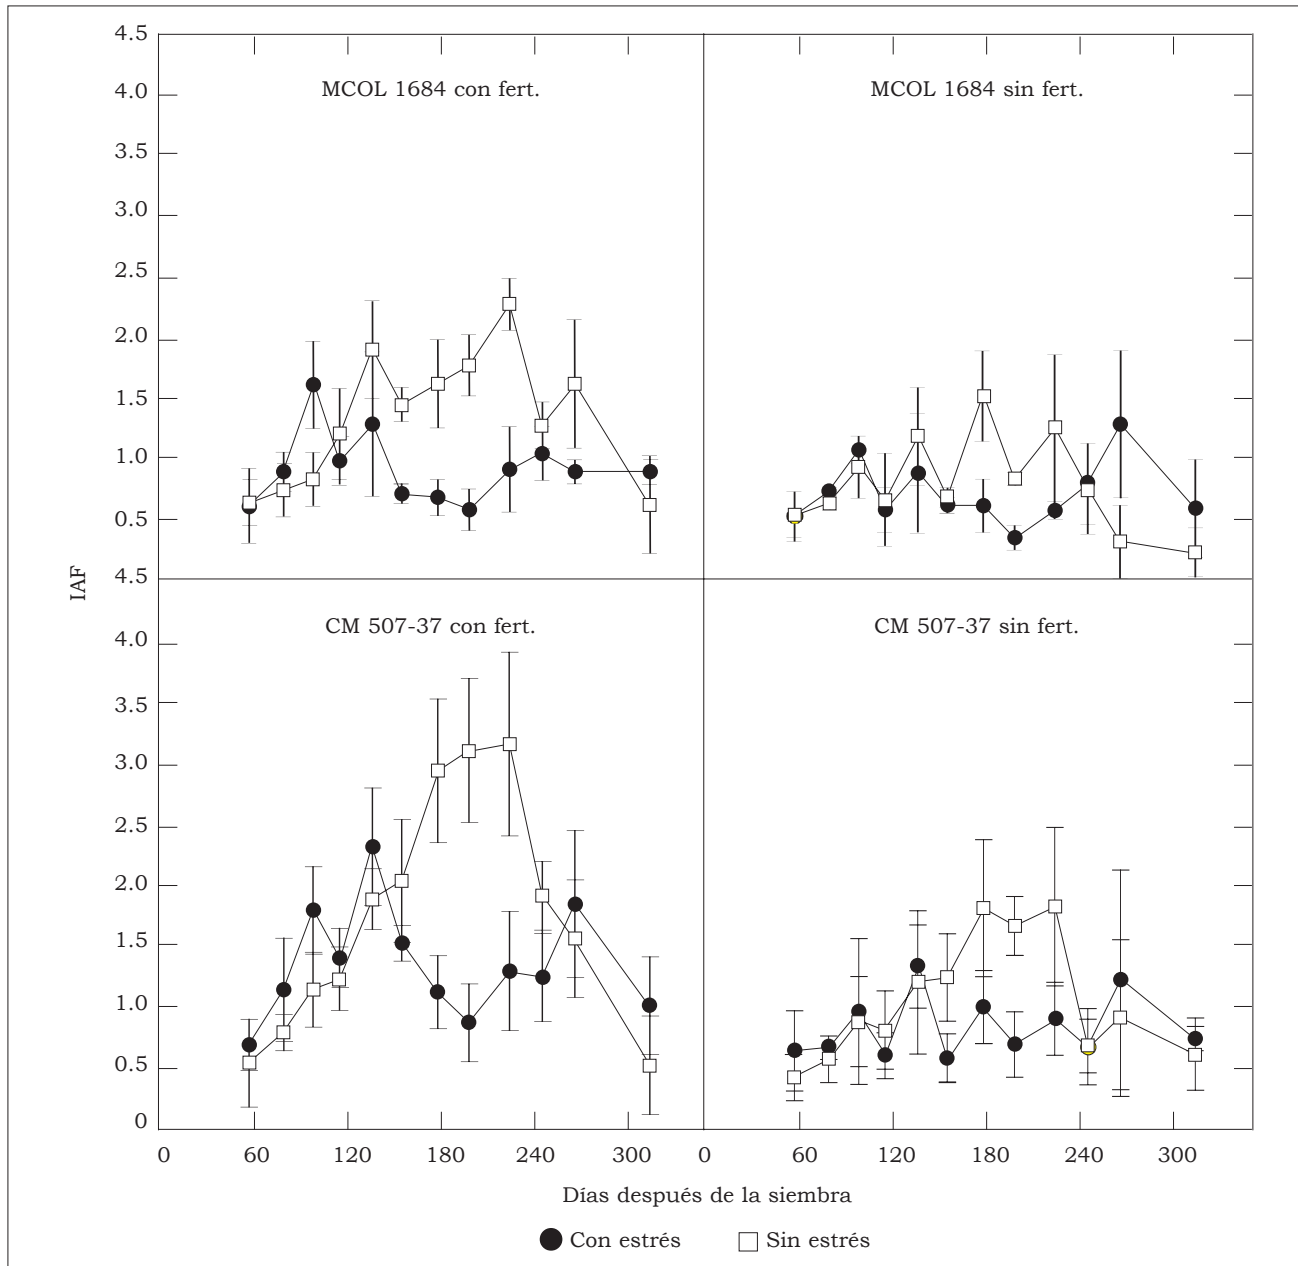 4.5
MCOL 1684 con fert.
MCOL 1684 sin fert.
4.0
3.5
3.0
2.5
2.0
1.5
1.0
0.5
4.5
IAF
CM 507-37 con fert.
CM 507-37 sin fert.
4.0
3.5
3.0
2.5
2.0
1.5
1.0
0.5
0
0 60 120 180 240 300 0 60 120 180 240 300
Días después de la siembra
Con estrés Sin estrés